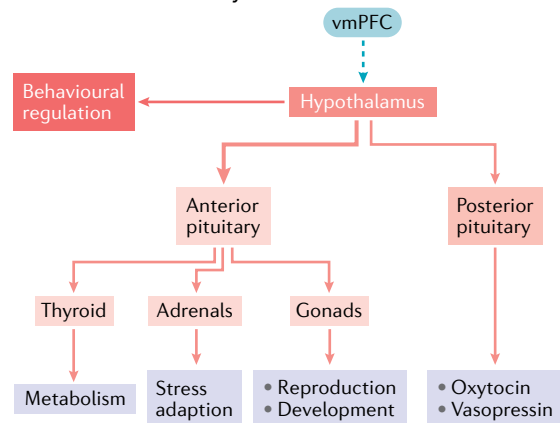 vmPFC
Behavioural
regulation
Hypothalamus
Anterior
pituitary
Posterior
pituitary
Thyroid
Adrenals
Gonads
Metabolism
Stress
adaption
• Reproduction
• Development
• Oxytocin
• Vasopressin